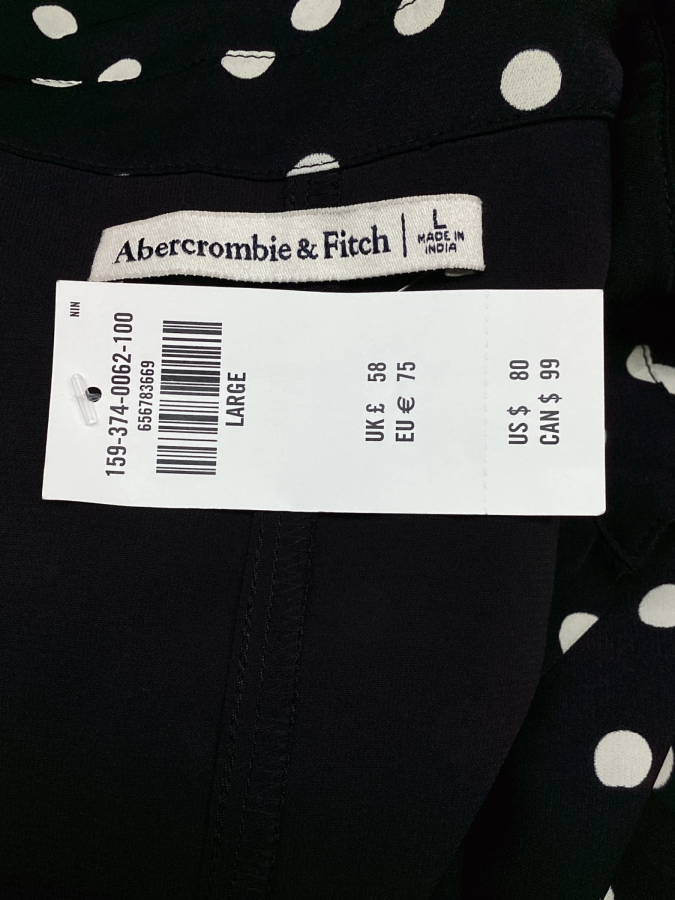 Abercrombie & Fitch
L
MADE IN
INDIA
NIN
159-374-0062-100
656783669
LARGE
UK £ 58
EU € 75
US $ 80
CAN $ 99